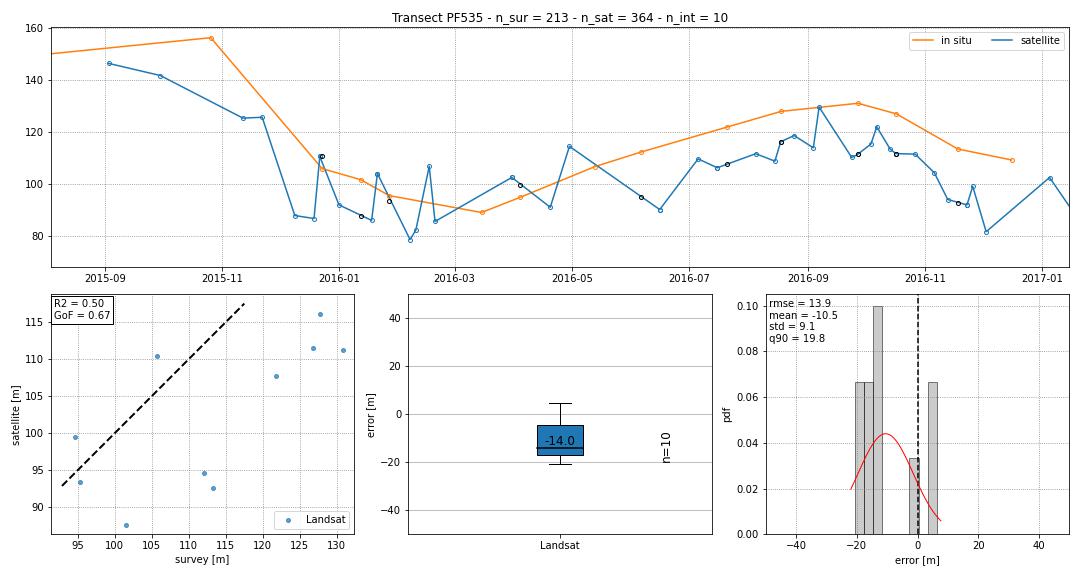 Transect PF535 - n_sur = 213 - n_sat = 364 - n_int = 10
in situ
satellite
160
140
120
100
80
2015-09
2015-11
2016-01
2016-03
2016-05
2016-07
2016-09
2016-11
2017-01
R2 = 0.50
GoF = 0.67
satellite [m]
115
110
105
100
95
90
Landsat
95
100
105
110
115
120
125
130
survey [m]
error [m]
40
20
0
−20
−40
-14.0
n=10
Landsat
rmse = 13.9
mean = -10.5
std = 9.1
q90 = 19.8
pdf
0.10
0.08
0.06
0.04
0.02
0.00
−40
−20
0
20
40
error [m]